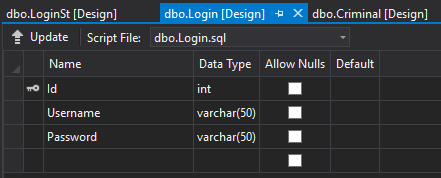 dbo.LoginSt [Design] dbo.Login [Design] dbo.Criminal [Design]
Update Script File: dbo.Login.sql
Name Data Type Allow Nulls Default
Id int
Username varchar(50)
Password varchar(50)